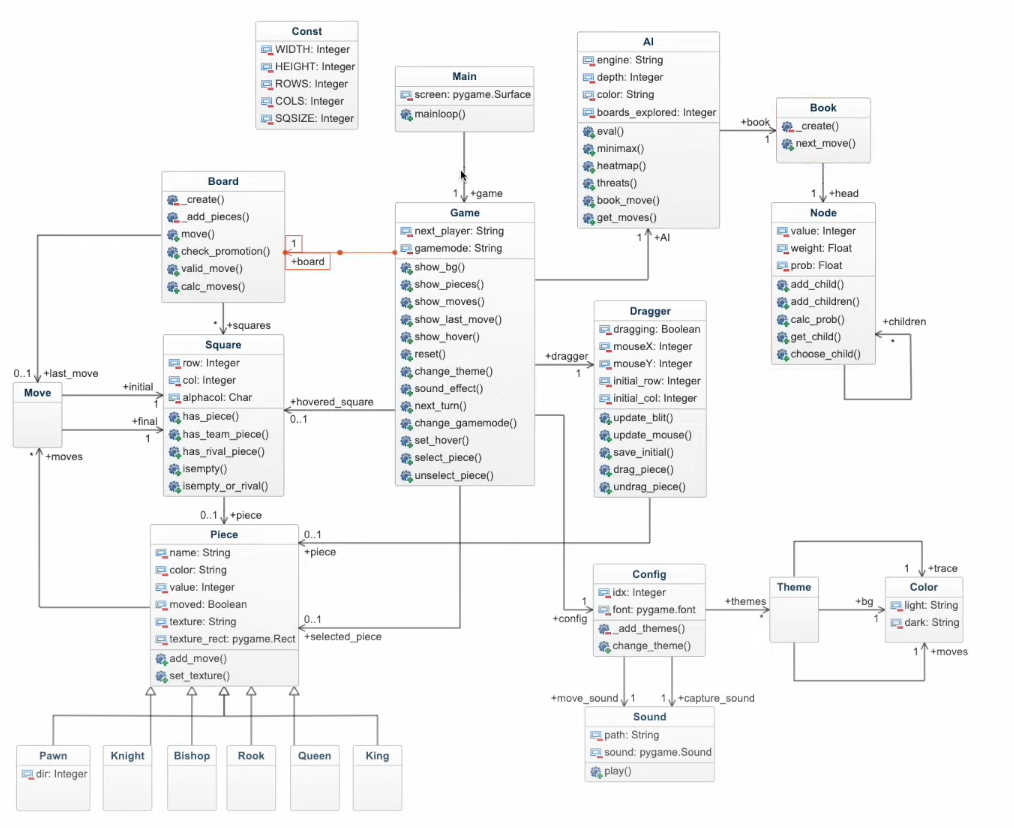 Const
WIDTH: Integer
HEIGHT: Integer
ROWS: Integer
COLS: Integer
SQSIZE: Integer
Main
screen: pygame.Surface
mainloop()
1 +game
AI
engine: String
depth: Integer
color: String
boards_explored: Integer
eval()
minimax()
heatmap()
threats()
book_move()
get_moves()
+book
1
Book
_create()
next_move()
1 +head
Node
value: Integer
weight: Float
prob: Float
add_child()
add_children()
calc_prob()
get_child()
choose_child()
+children
*
Board
_create()
_add_pieces()
move()
check_promotion()
valid_move()
calc_moves()
1
+board
Game
next_player: String
gamemode: String
show_bg()
show_pieces()
show_moves()
show_last_move()
show_hover()
reset()
change_theme()
sound_effect()
next_turn()
change_gamemode()
set_hover()
select_piece()
unselect_piece()
1 +AI
+dragger
1
Dragger
dragging: Boolean
mouseX: Integer
mouseY: Integer
initial_row: Integer
initial_col: Integer
update_blit()
update_mouse()
save_initial()
drag_piece()
undrag_piece()
* +squares
Square
row: Integer
col: Integer
alphacol: Char
has_piece()
has_team_piece()
has_rival_piece()
isempty()
isempty_or_rival()
+hovered_square
0..1
0..1 +last_move
Move
+initial
1
+final
1
* +moves
0..1 +piece
Piece
name: String
color: String
value: Integer
moved: Boolean
texture: String
texture_rect: pygame.Rect
add_move()
set_texture()
0..1
+piece
0..1
+selected_piece
1
+config
Config
idx: Integer
font: pygame.font
_add_themes()
change_theme()
+themes
*
Theme
1 +trace
+bg
1
Color
light: String
dark: String
1 +moves
+move_sound 1
1 +capture_sound
Sound
path: String
sound: pygame.Sound
play()
Pawn
dir: Integer
Knight
Bishop
Rook
Queen
King